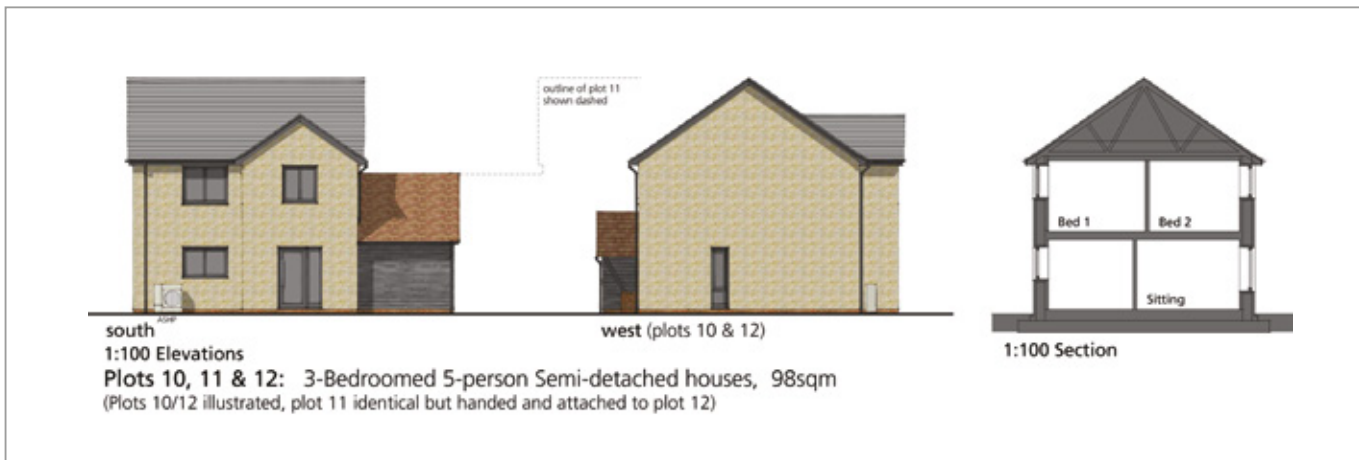 outline of plot 11
shown dashed
Bed 1
Bed 2
Sitting
ASHP
south
west (plots 10 & 12)
1:100 Elevations
1:100 Section
Plots 10, 11 & 12: 3-Bedroomed 5-person Semi-detached houses, 98sqm
(Plots 10/12 illustrated, plot 11 identical but handed and attached to plot 12)